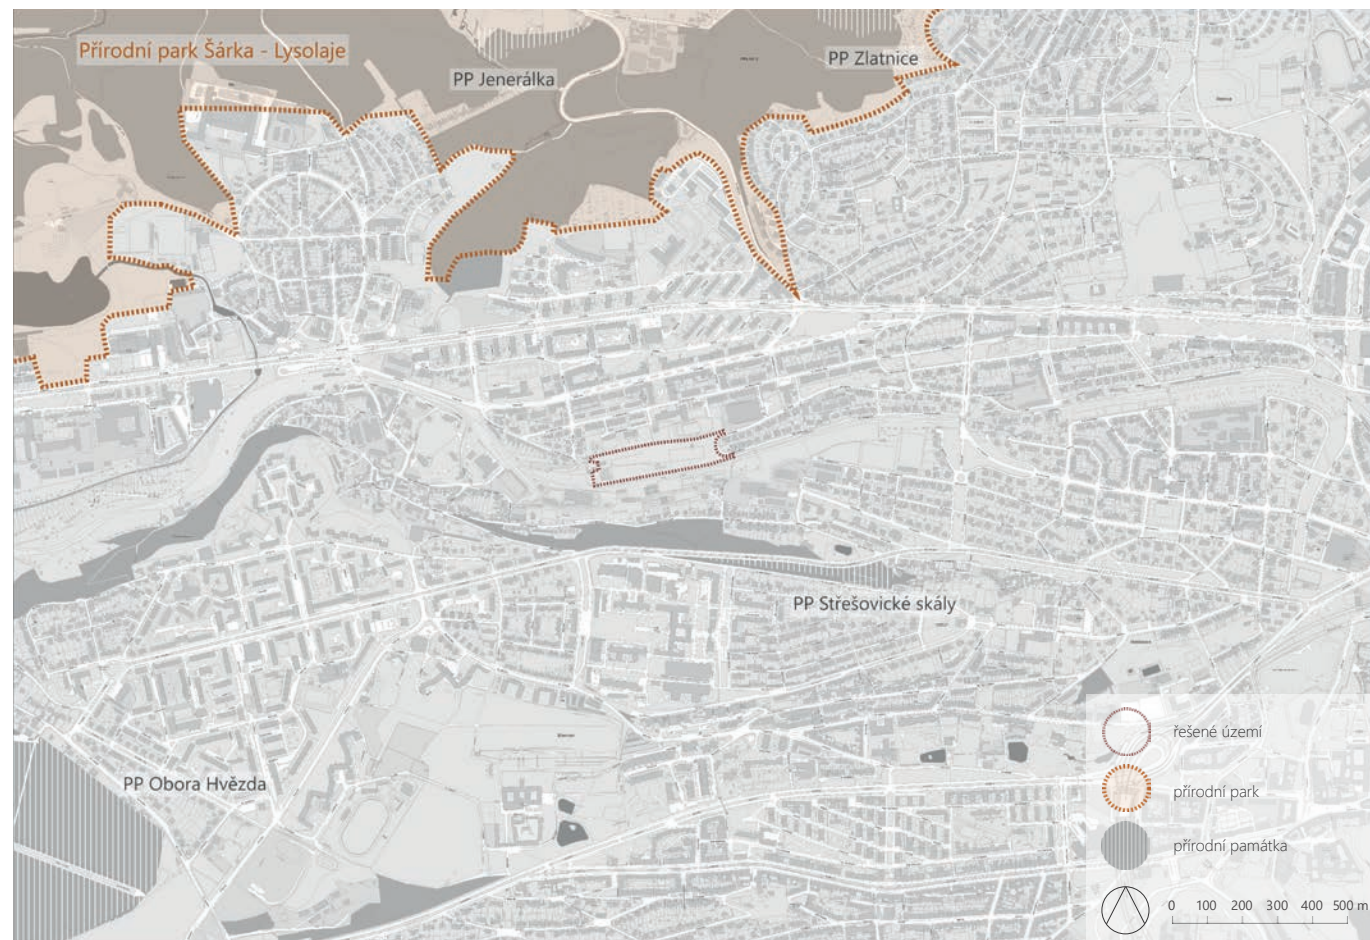 Přírodní park Šárka - Lysolaje
PP Jenerálka
PP Zlatnice
PP Střešovické skály
PP Obora Hvězda
řešené území
přírodní park
přírodní památka
0 100 200 300 400 500 m